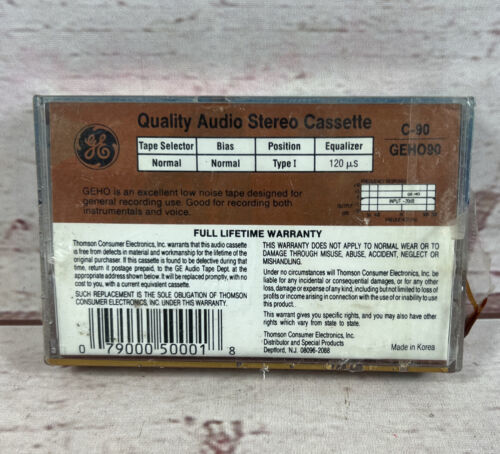 GE
Quality Audio Stereo Cassette
C-90
GEHO90
Tape Selector Bias Position Equalizer
Normal Normal Type I 120 µS
GEHO is an excellent low noise tape designed for
general recording use. Good for recording both
instrumentals and voice.
FREQUENCY RESPONSE
OUTPUT
FULL LIFETIME WARRANTY
Thomson Consumer Electronics, Inc. warrants that this audio cassette
is free from defects in material and workmanship for the lifetime of the
original purchaser. If this cassette is found to be defective during that
time, return it postage prepaid, to the GE Audio Tape Dept. at the
appropriate address shown below. It will be replaced promptly, with no
cost to you, with a current equivalent cassette.
SUCH REPLACEMENT IS THE SOLE OBLIGATION OF THOMSON
CONSUMER ELECTRONICS, INC. UNDER THIS WARRANTY.
0 79000 50001 8
THIS WARRANTY DOES NOT APPLY TO NORMAL WEAR OR TO
DAMAGE THROUGH MISUSE, ABUSE, ACCIDENT, NEGLECT OR
MISHANDLING.
Under no circumstances will Thomson Consumer Electronics, Inc. be
liable for any incidental or consequential damages, or for any other
loss, damage or expense of any kind, including but not limited to loss of
profits or income arising in connection with the use of or inability to use
this product.
This warrant gives you specific rights, and you may also have other
rights which vary from state to state.
Thomson Consumer Electronics, Inc.
Distributor and Special Products
Deptford, N.J. 08096-2088
Made in Korea